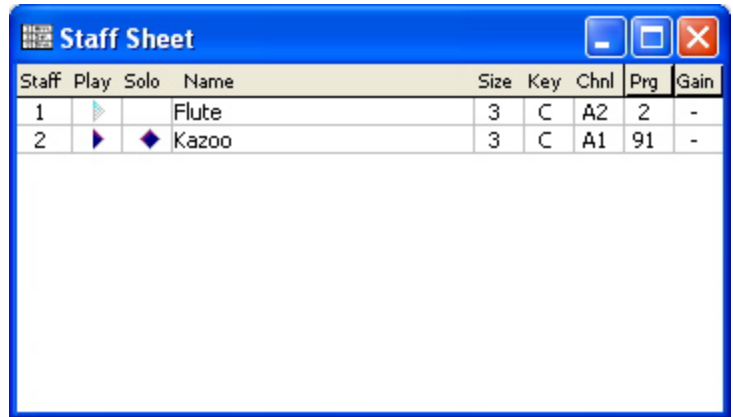 Staff Sheet
Staff Play Solo Name Size Key Chnl Prg Gain
1 Flute 3 C A2 2 -
2 Kazoo 3 C A1 91 -